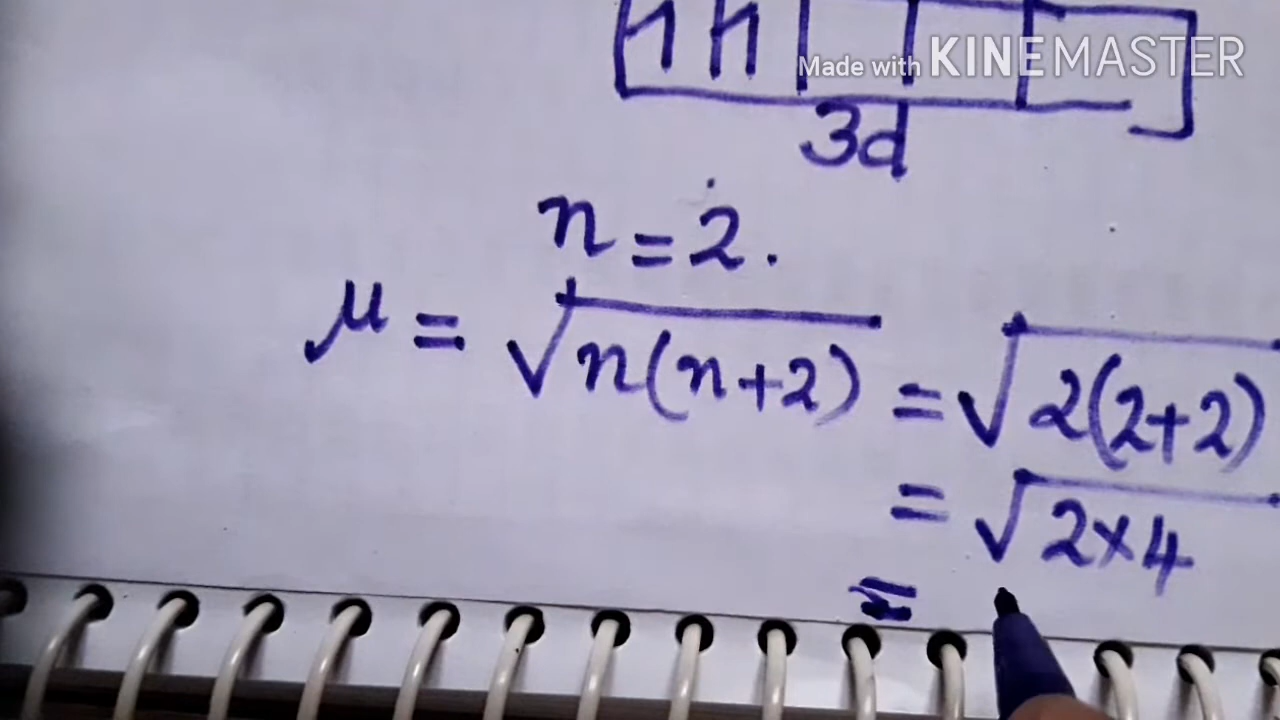 Made with KINEMASTER
3d
n = 2.
μ = √n(n+2) = √2(2+2)
= √2×4
=